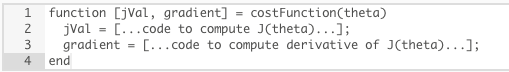 1 function [jVal, gradient] = costFunction(theta)
2   jVal = [...code to compute J(theta)...];
3   gradient = [...code to compute derivative of J(theta)...];
4 end